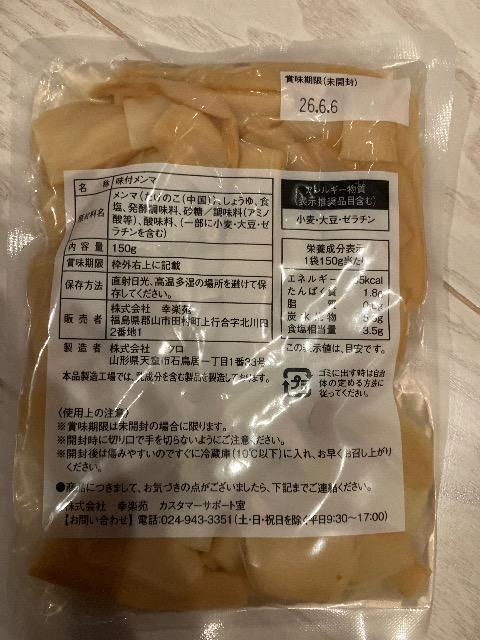 賞味期限(未開封)
26.6.6
名 称 味付メンマ
原材料名 メンマ(たけのこ(中国))、しょうゆ、食
塩、発酵調味料、砂糖／調味料(アミノ
酸等)、酸味料、(一部に小麦・大豆・ゼ
ラチンを含む)
内 容 量 150g
賞味期限 枠外右上に記載
保存方法 直射日光、高温多湿の場所を避けて保
存してください。
販 売 者 株式会社 幸楽苑
福島県郡山市田村町上行合字北川田
2番地1
製 造 者 株式会社 クロ
山形県天童市石鳥居一丁目1番33号
本品製造工場では、乳成分を含む製品を製造しております。
アレルギー物質
(表示推奨品目含む)
小麦・大豆・ゼラチン
栄養成分表示
1袋150g当たり
エネルギー 5kcal
たんぱく質 1.8g
脂 質
炭水化物
食塩相当量 3.5g
この表示値は、目安です。
ゴミに出す時は自治
体の定める方法に
従ってください。
〈使用上の注意〉
※賞味期限は未開封の場合に限ります。
※開封時に切り口で手を切らないようにご注意ください。
※開封後は傷みやすいのですぐに冷蔵庫(10℃以下)に入れ、お早くお召し上がり
ください。
●商品につきまして、お気づきの点がございましたら、下記までご連絡ください。
株式会社 幸楽苑 カスタマーサポート室
【お問い合わせ】電話:024-943-3351(土・日・祝日を除く平日9:30～17:00)